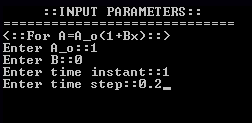 ::INPUT PARAMETERS::
==============================
<::For A=A_o(1+Bx)::>
Enter A_o::1
Enter B::0
Enter time instant::1
Enter time step::0.2_